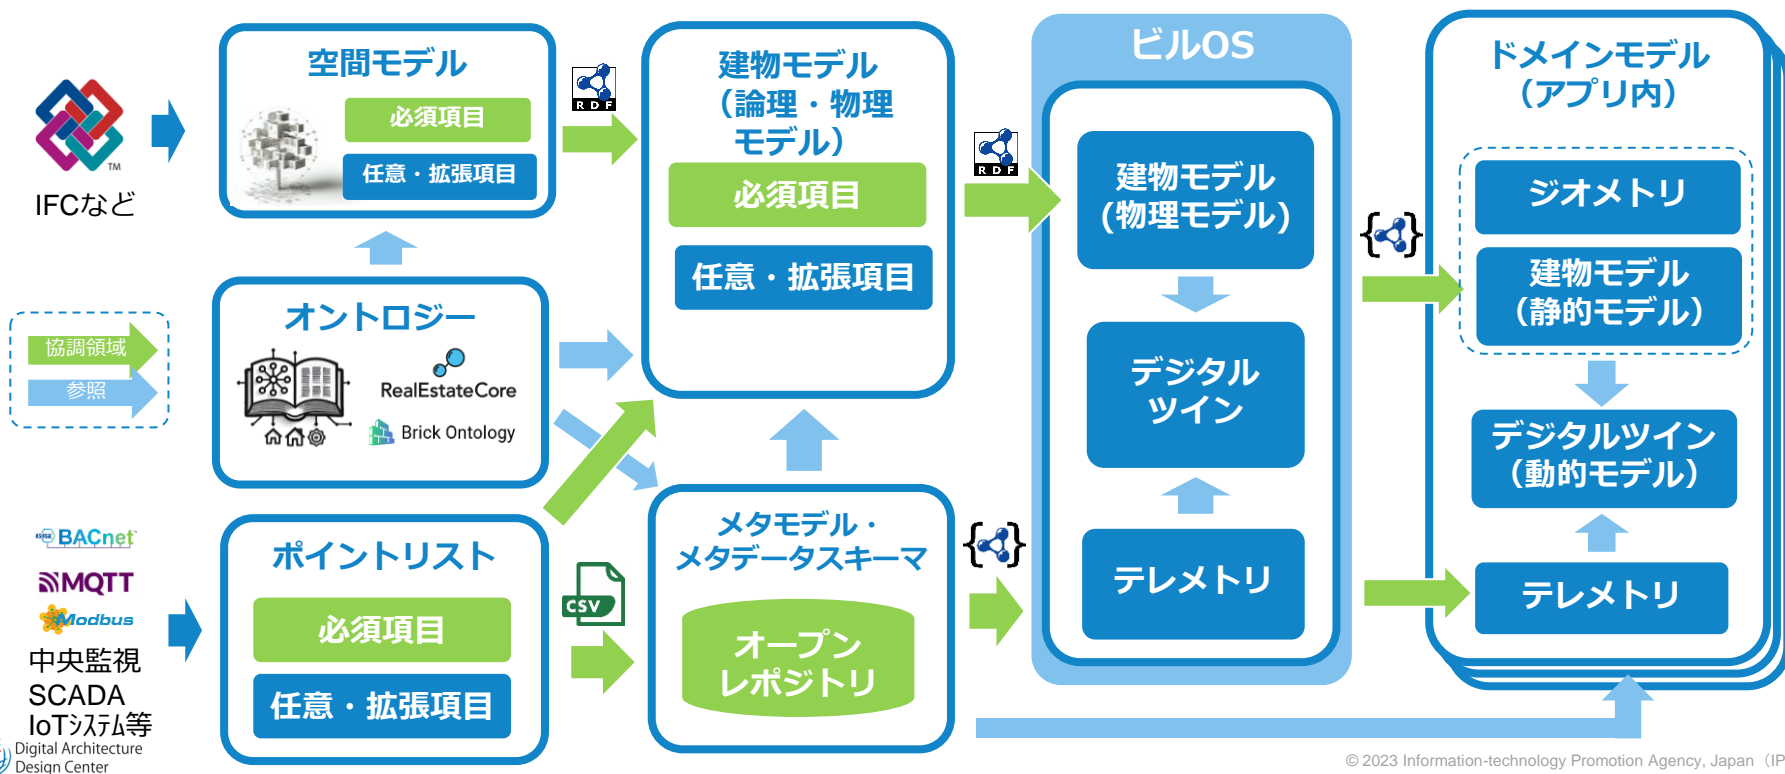 IFCなど
TM
空間モデル
必須項目
任意・拡張項目
RDF
建物モデル
（論理・物理
モデル）
必須項目
任意・拡張項目
RDF
ビルOS
建物モデル
(物理モデル)
デジタル
ツイン
テレメトリ
ドメインモデル
（アプリ内）
ジオメトリ
建物モデル
（静的モデル）
デジタルツイン
（動的モデル）
テレメトリ
協調領域
参照
オントロジー
RealEstateCore
Brick Ontology
BACnet
MQTT
Modbus
中央監視
SCADA
IoTｼｽﾃﾑ等
ポイントリスト
必須項目
任意・拡張項目
CSV
メタモデル・
メタデータスキーマ
オープン
レポジトリ
Digital Architecture
Design Center
© 2023 Information-technology Promotion Agency, Japan（IP